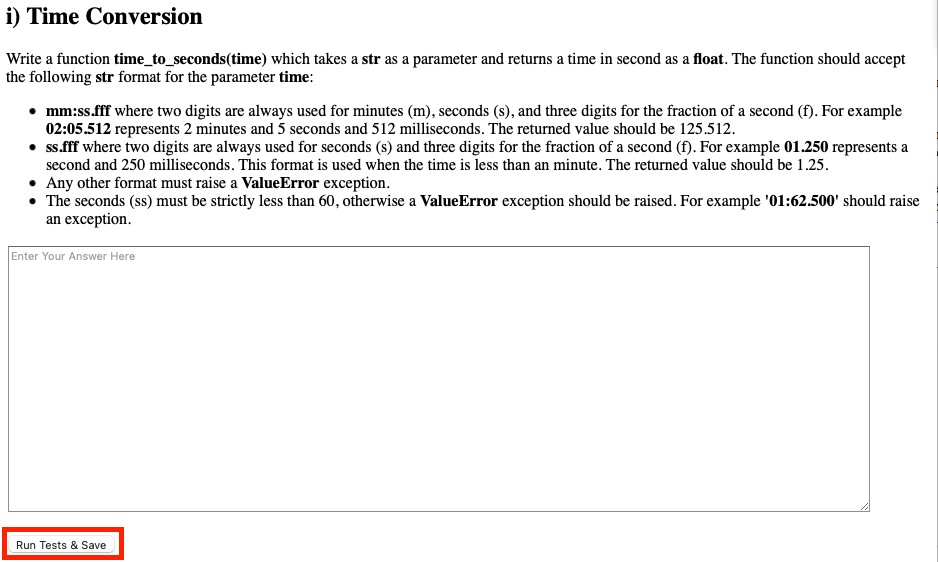 i) Time Conversion
Write a function time_to_seconds(time) which takes a str as a parameter and returns a time in second as a float. The function should accept
the following str format for the parameter time:
• mm:ss.fff where two digits are always used for minutes (m), seconds (s), and three digits for the fraction of a second (f). For example
02:05.512 represents 2 minutes and 5 seconds and 512 milliseconds. The returned value should be 125.512.
• ss.fff where two digits are always used for seconds (s) and three digits for the fraction of a second (f). For example 01.250 represents a
second and 250 milliseconds. This format is used when the time is less than an minute. The returned value should be 1.25.
• Any other format must raise a ValueError exception.
• The seconds (ss) must be strictly less than 60, otherwise a ValueError exception should be raised. For example '01:62.500' should raise
an exception.
Enter Your Answer Here
Run Tests & Save